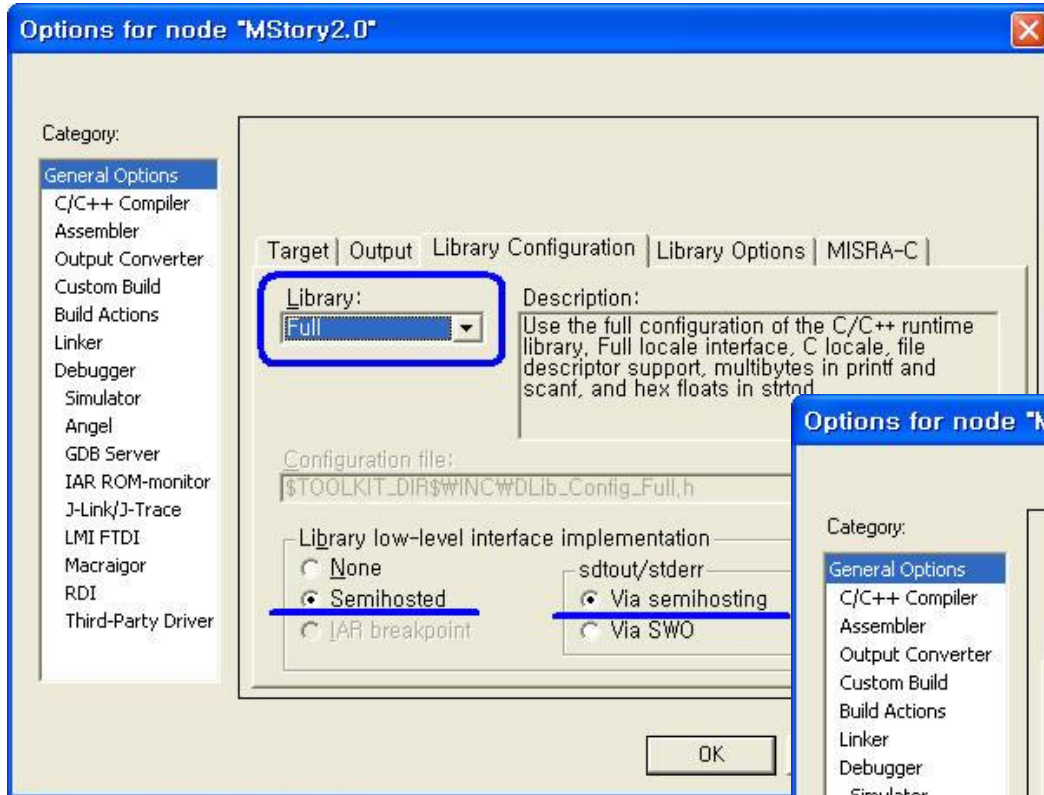 Options for node "MStory2.0"
Category:
General Options
C/C++ Compiler
Assembler
Output Converter
Custom Build
Build Actions
Linker
Debugger
Simulator
Angel
GDB Server
IAR ROM-monitor
J-Link/J-Trace
LMI FTDI
Macraigor
RDI
Third-Party Driver
Target Output Library Configuration Library Options MISRA-C
Library:
Full
Description:
Use the full configuration of the C/C++ runtime
library, Full locale interface, C locale, file
descriptor support, multibytes in printf and
scanf, and hex floats in strtod
Configuration file:
$TOOLKIT_DIR$₩INC₩DLib_Config_Full.h
Library low-level interface implementation
None
Semihosted
IAR breakpoint
sdtout/stderr
Via semihosting
Via SWO
OK
Options for node "M
Category:
General Options
C/C++ Compiler
Assembler
Output Converter
Custom Build
Build Actions
Linker
Debugger
Simulator